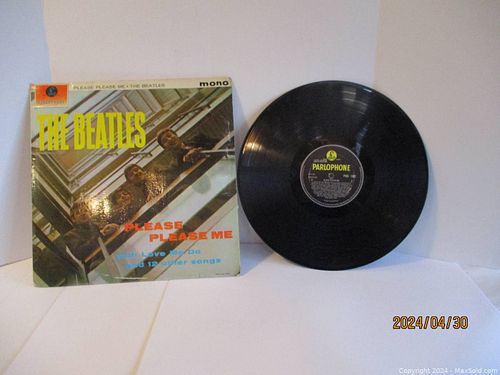 PLEASE PLEASE ME • THE BEATLES
mono
THE BEATLES
PLEASE
PLEASE ME
with Love Me Do
and 12 other songs
PARLOPHONE
2024/04/30
Copyright 2024 - MaxSold.com